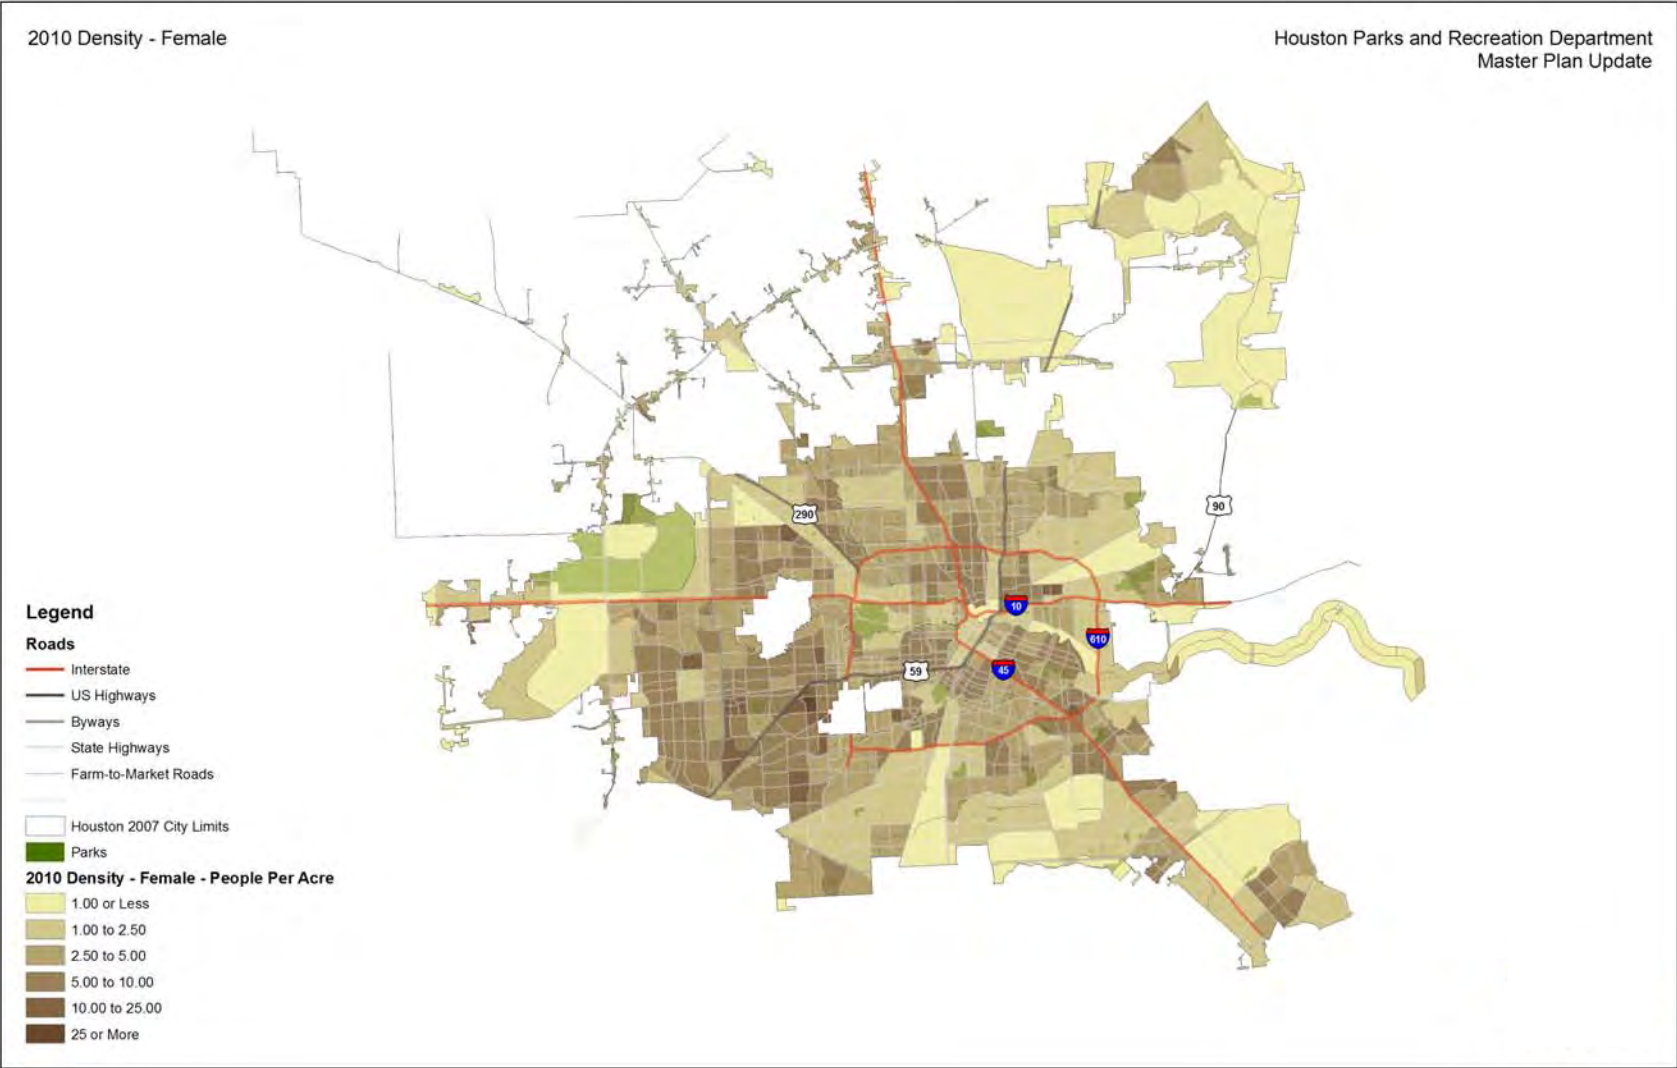 2010 Density - Female
Houston Parks and Recreation Department
Master Plan Update
290
90
10
610
59
45
Legend
Roads
Interstate
US Highways
Byways
State Highways
Farm-to-Market Roads
Houston 2007 City Limits
Parks
2010 Density - Female - People Per Acre
1.00 or Less
1.00 to 2.50
2.50 to 5.00
5.00 to 10.00
10.00 to 25.00
25 or More